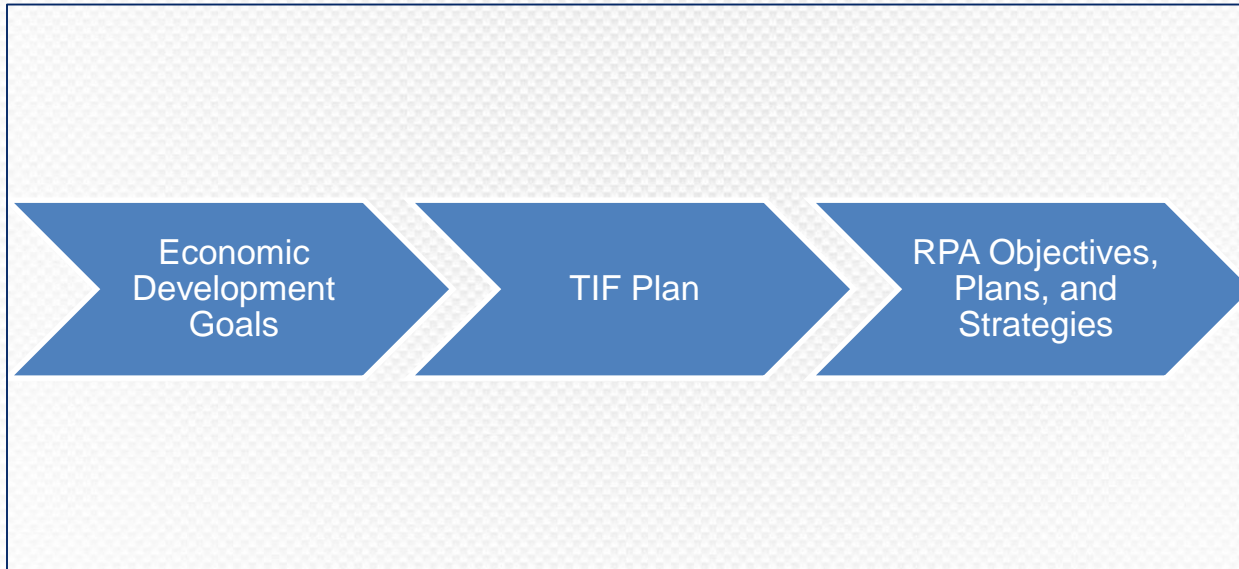 Economic
Development
Goals
TIF Plan
RPA Objectives,
Plans, and
Strategies